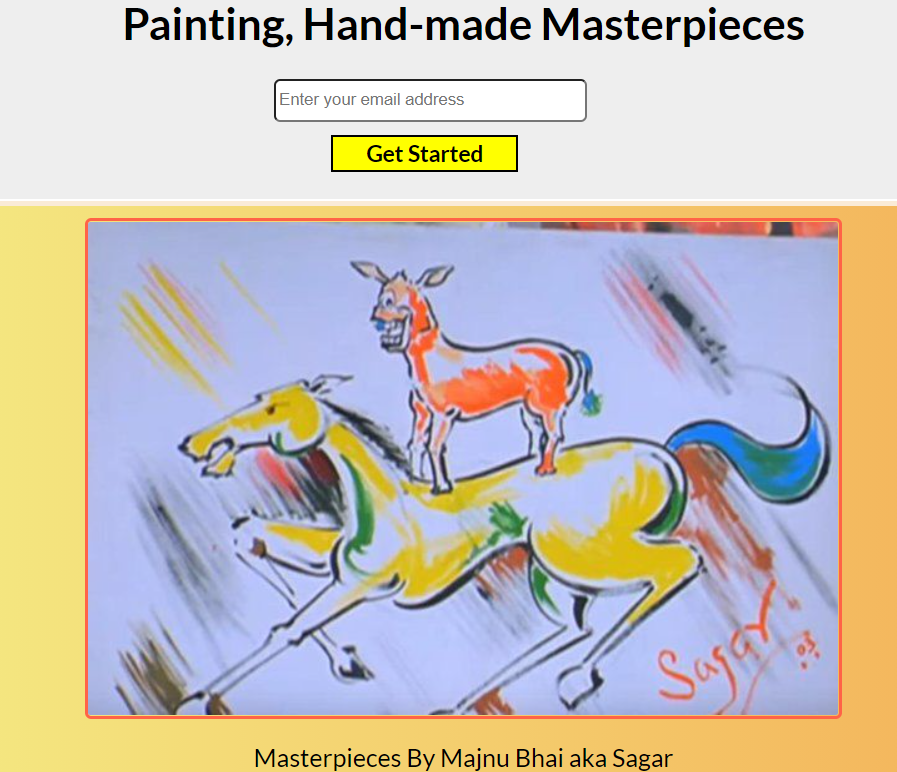 Painting, Hand-made Masterpieces
Enter your email address
Get Started
Sagar
03
Masterpieces By Majnu Bhai aka Sagar